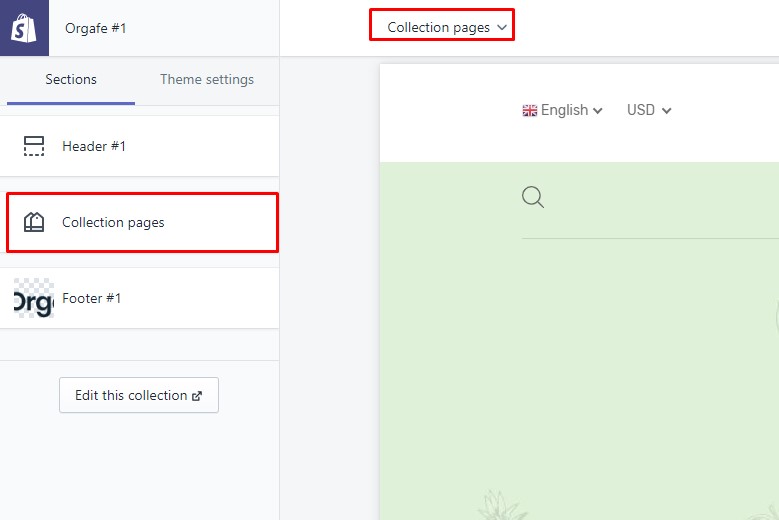 Orgafe #1
Collection pages
Sections
Theme settings
English
USD
Header #1
Collection pages
Orga
Footer #1
Edit this collection